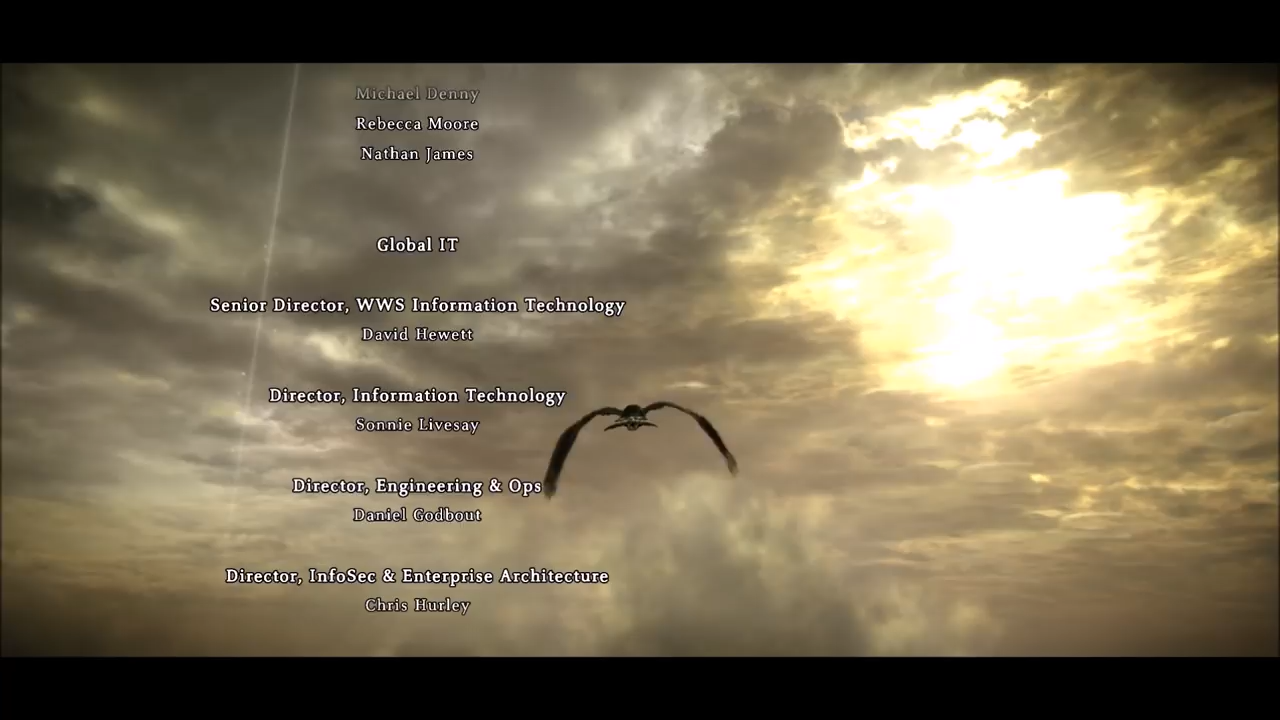 Michael Denny
Rebecca Moore
Nathan James
Global IT
Senior Director, WWS Information Technology
David Hewett
Director, Information Technology
Sonnie Livesay
Director, Engineering & Ops
Daniel Godbout
Director, InfoSec & Enterprise Architecture
Chris Hurley